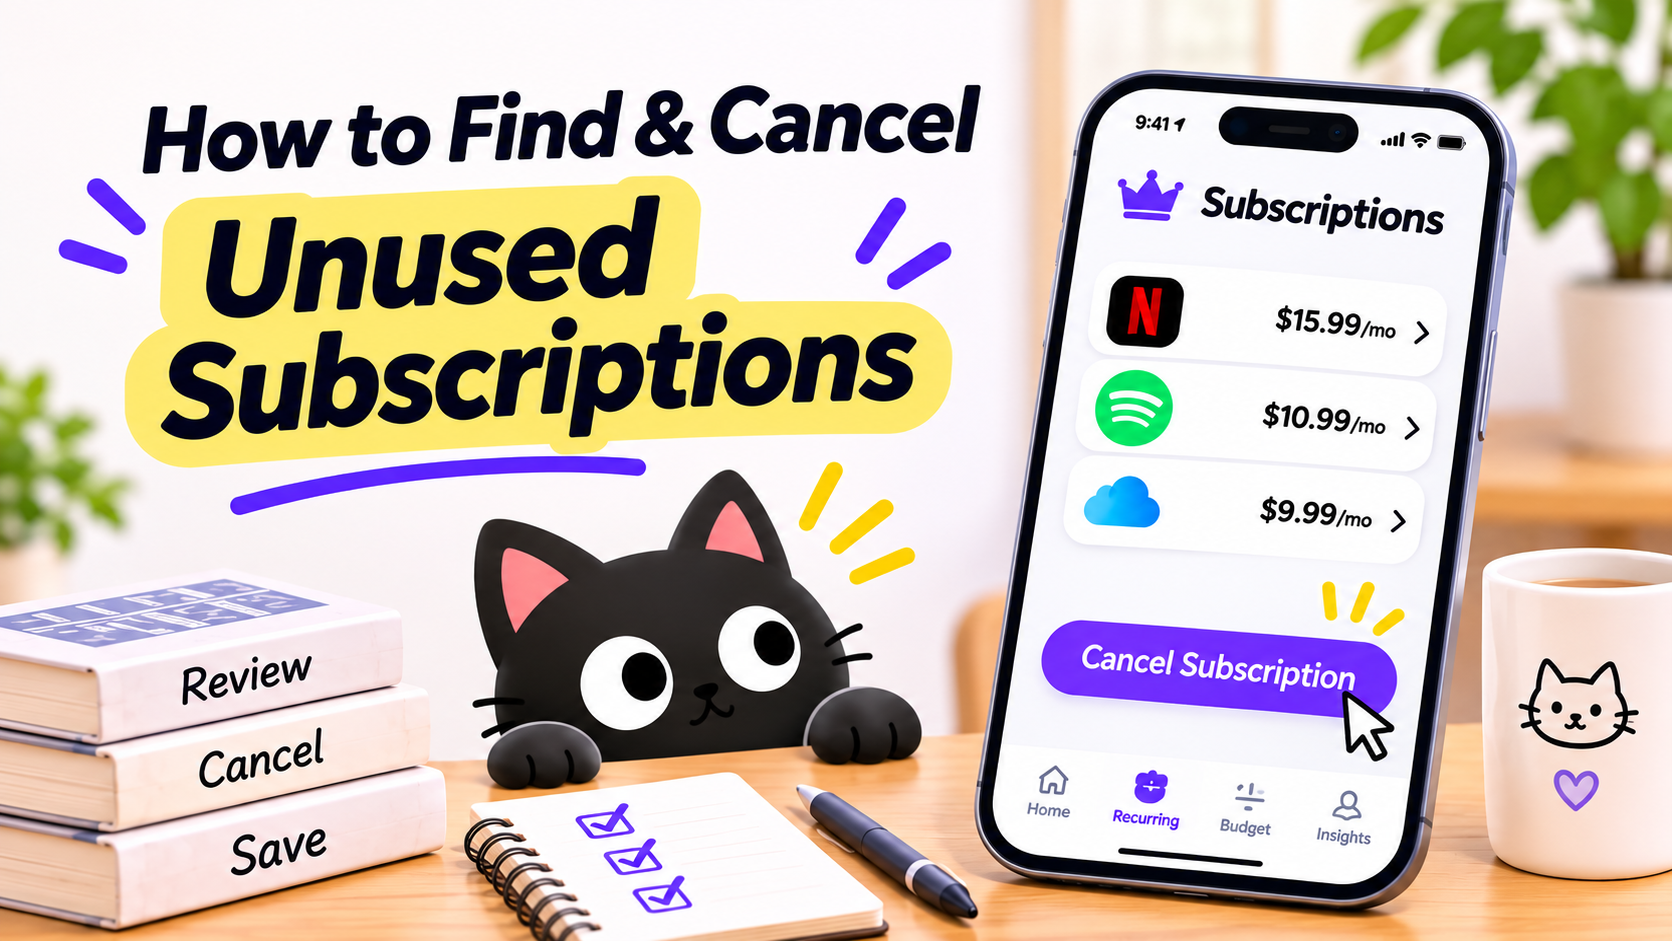 How to Find & Cancel
Unused
Subscriptions
Review
Cancel
Save
9:41
Subscriptions
N
$15.99/mo
$10.99/mo
$9.99/mo
Cancel Subscription
Home
Recurring
Budget
Insights